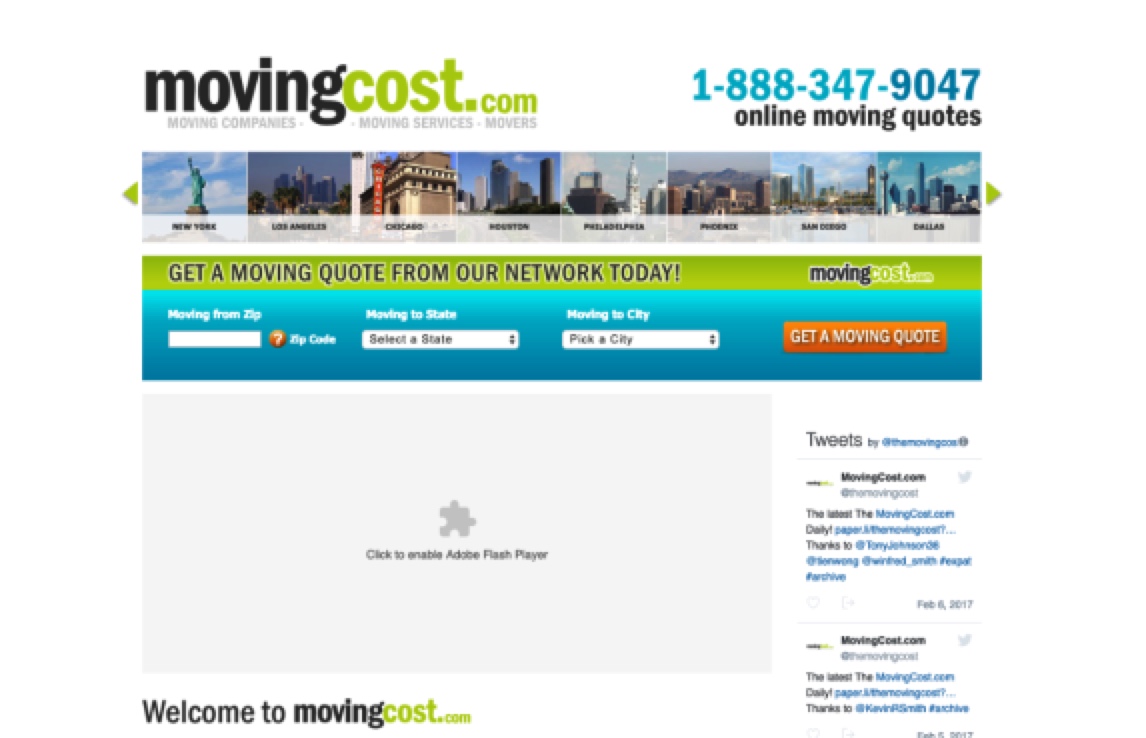 movingcost.com
MOVING COMPANIES · · MOVING SERVICES · MOVERS
1-888-347-9047
online moving quotes
NEW YORK LOS ANGELES CHICAGO HOUSTON PHILADELPHIA PHOENIX SAN DIEGO DALLAS
GET A MOVING QUOTE FROM OUR NETWORK TODAY!
movingcost.com
Moving from Zip Moving to State Moving to City
? Zip Code Select a State Pick a City
GET A MOVING QUOTE
Click to enable Adobe Flash Player
Tweets by @themovingcos
MovingCost.com
@themovingcost
The latest The MovingCost.com
Daily! paper.li/themovingcost?...
Thanks to @TonyJohnson36
@tienwong @winfred_smith #expat
#archive
Feb 6, 2017
MovingCost.com
@themovingcost
The latest The MovingCost.com
Daily! paper.li/themovingcost?...
Thanks to @KevinRSmith #archive
Feb 5, 2017
Welcome to movingcost.com